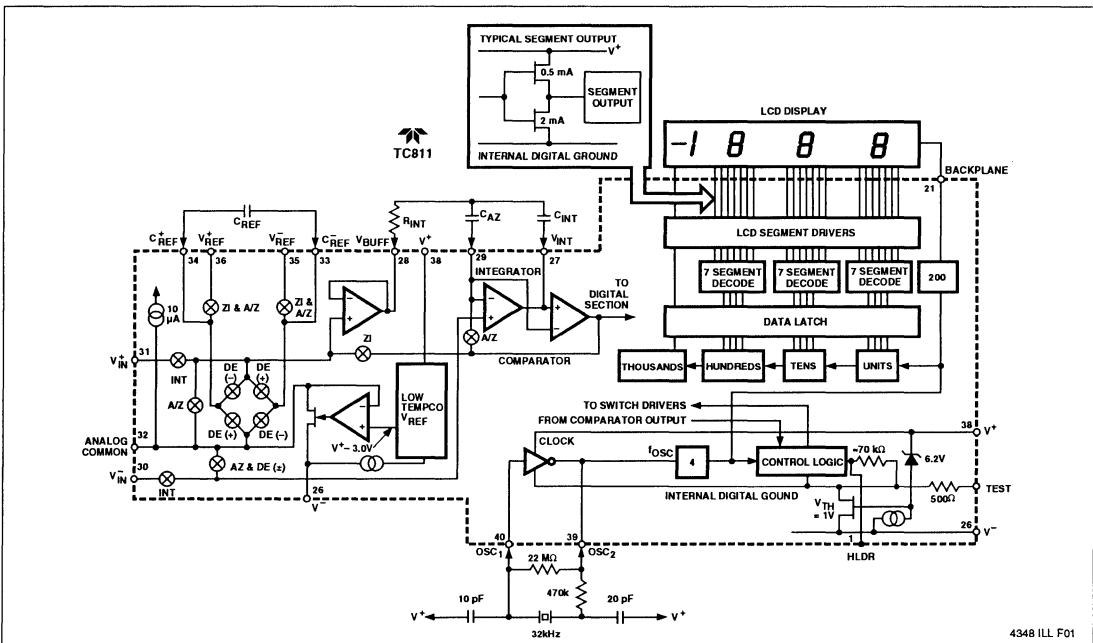 TYPICAL SEGMENT OUTPUT
V+
0.5 mA
SEGMENT
OUTPUT
2 mA
INTERNAL DIGITAL GROUND
TC811
LCD DISPLAY
-1 8 8 8
BACKPLANE
21
LCD SEGMENT DRIVERS
7 SEGMENT
DECODE
7 SEGMENT
DECODE
7 SEGMENT
DECODE
200
DATA LATCH
THOUSANDS
HUNDREDS
TENS
UNITS
CREF
RINT
CAZ
CINT
C+REF
V+REF
V-REF
C-REF
VBUFF
V+
VINT
34
36
35
33
28
38
29
27
INTEGRATOR
TO
DIGITAL
SECTION
10
µA
ZI & A/Z
ZI &
A/Z
A/Z
ZI
COMPARATOR
V+IN
31
INT
DE
(–)
DE
(+)
A/Z
DE (+)
DE (–)
LOW
TEMPCO
VREF
V+ – 3.0V
ANALOG
COMMON
32
AZ & DE (±)
V-IN
30
INT
26
V-
TO SWITCH DRIVERS
FROM COMPARATOR OUTPUT
CLOCK
fOSC
4
CONTROL LOGIC
≈70 kΩ
6.2V
38
V+
INTERNAL DIGITAL GOUND
500Ω
TEST
VTH
= 1V
26
V-
1
HLDR
40
OSC1
39
OSC2
22 MΩ
470k
10 pF
20 pF
V+
V+
32kHz
4348 ILL F01